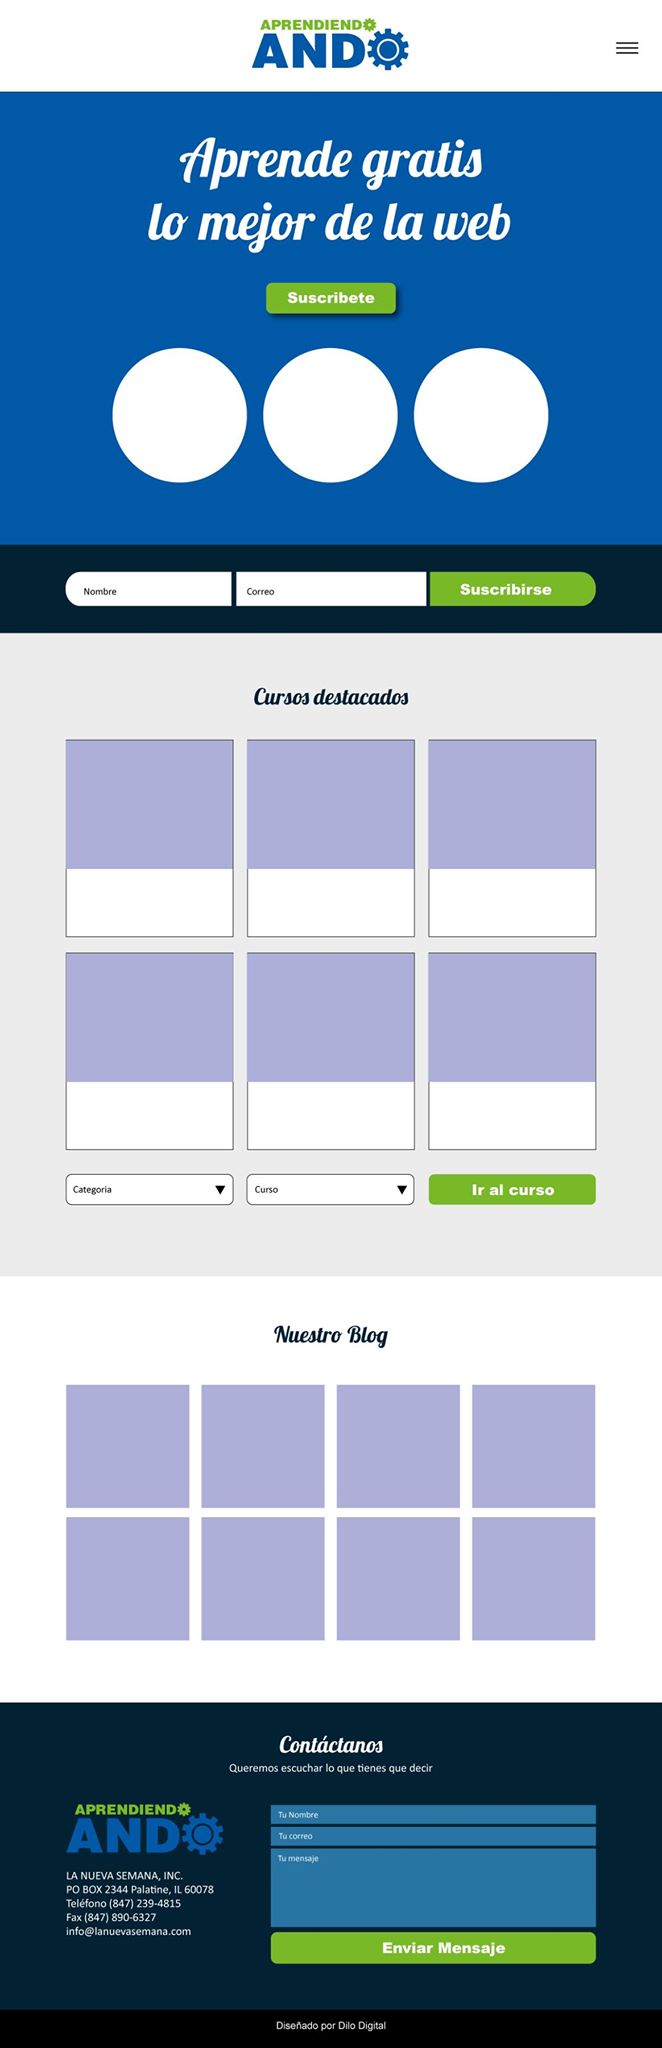 APRENDIENDO
ANDO
Aprende gratis
lo mejor de la web
Suscribete
Nombre
Correo
Suscribirse
Cursos destacados
Categoria
Curso
Ir al curso
Nuestro Blog
Contáctanos
Queremos escuchar lo que tienes que decir
APRENDIENDO
ANDO
LA NUEVA SEMANA, INC.
PO BOX 2344 Palatine, IL 60078
Teléfono (847) 239-4815
Fax (847) 890-6327
info@lanuevasemana.com
Tu Nombre
Tu correo
Tu mensaje
Enviar Mensaje
Diseñado por Dilo Digital